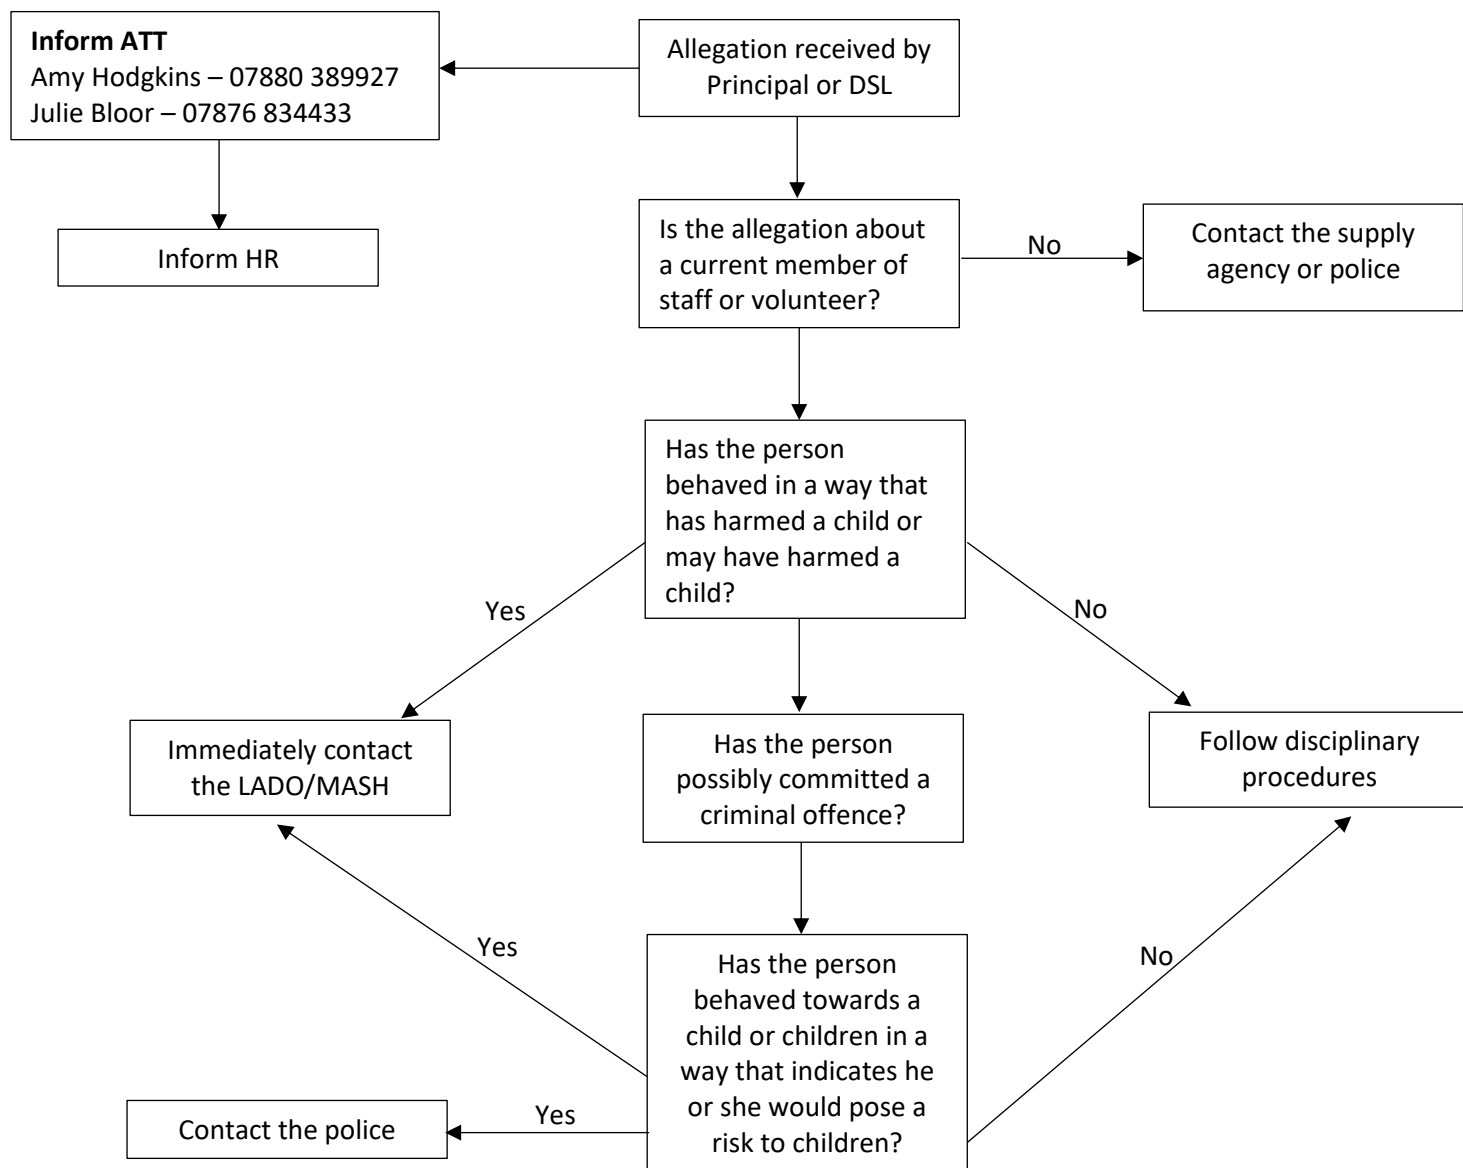 Inform ATT
Amy Hodgkins – 07880 389927
Julie Bloor – 07876 834433
Allegation received by
Principal or DSL
Inform HR
Is the allegation about
a current member of
staff or volunteer?
No
Contact the supply
agency or police
Has the person
behaved in a way that
has harmed a child or
may have harmed a
child?
Yes
No
Immediately contact
the LADO/MASH
Has the person
possibly committed a
criminal offence?
Follow disciplinary
procedures
Yes
No
Has the person
behaved towards a
child or children in a
way that indicates he
or she would pose a
risk to children?
Yes
Contact the police